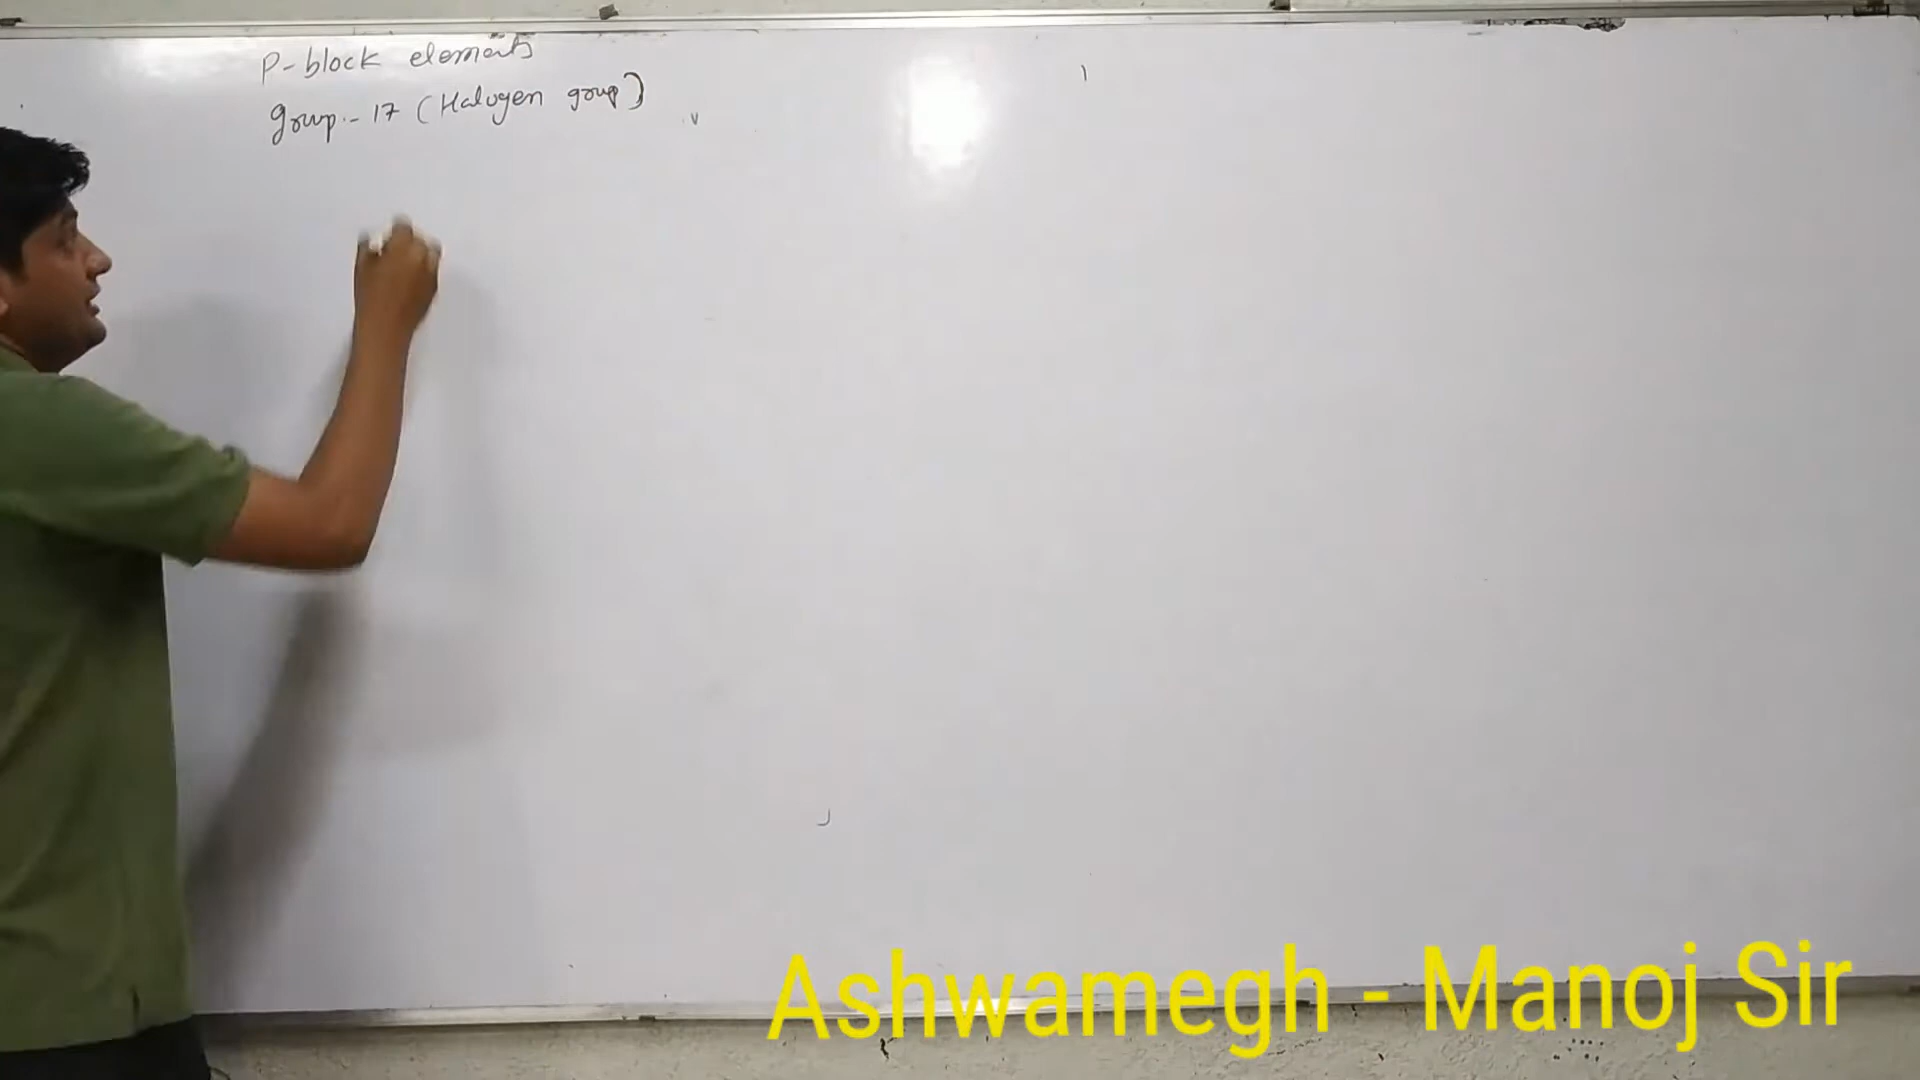 P-block elements
group:- 17 (Halogen group)
Ashwamegh - Manoj Sir